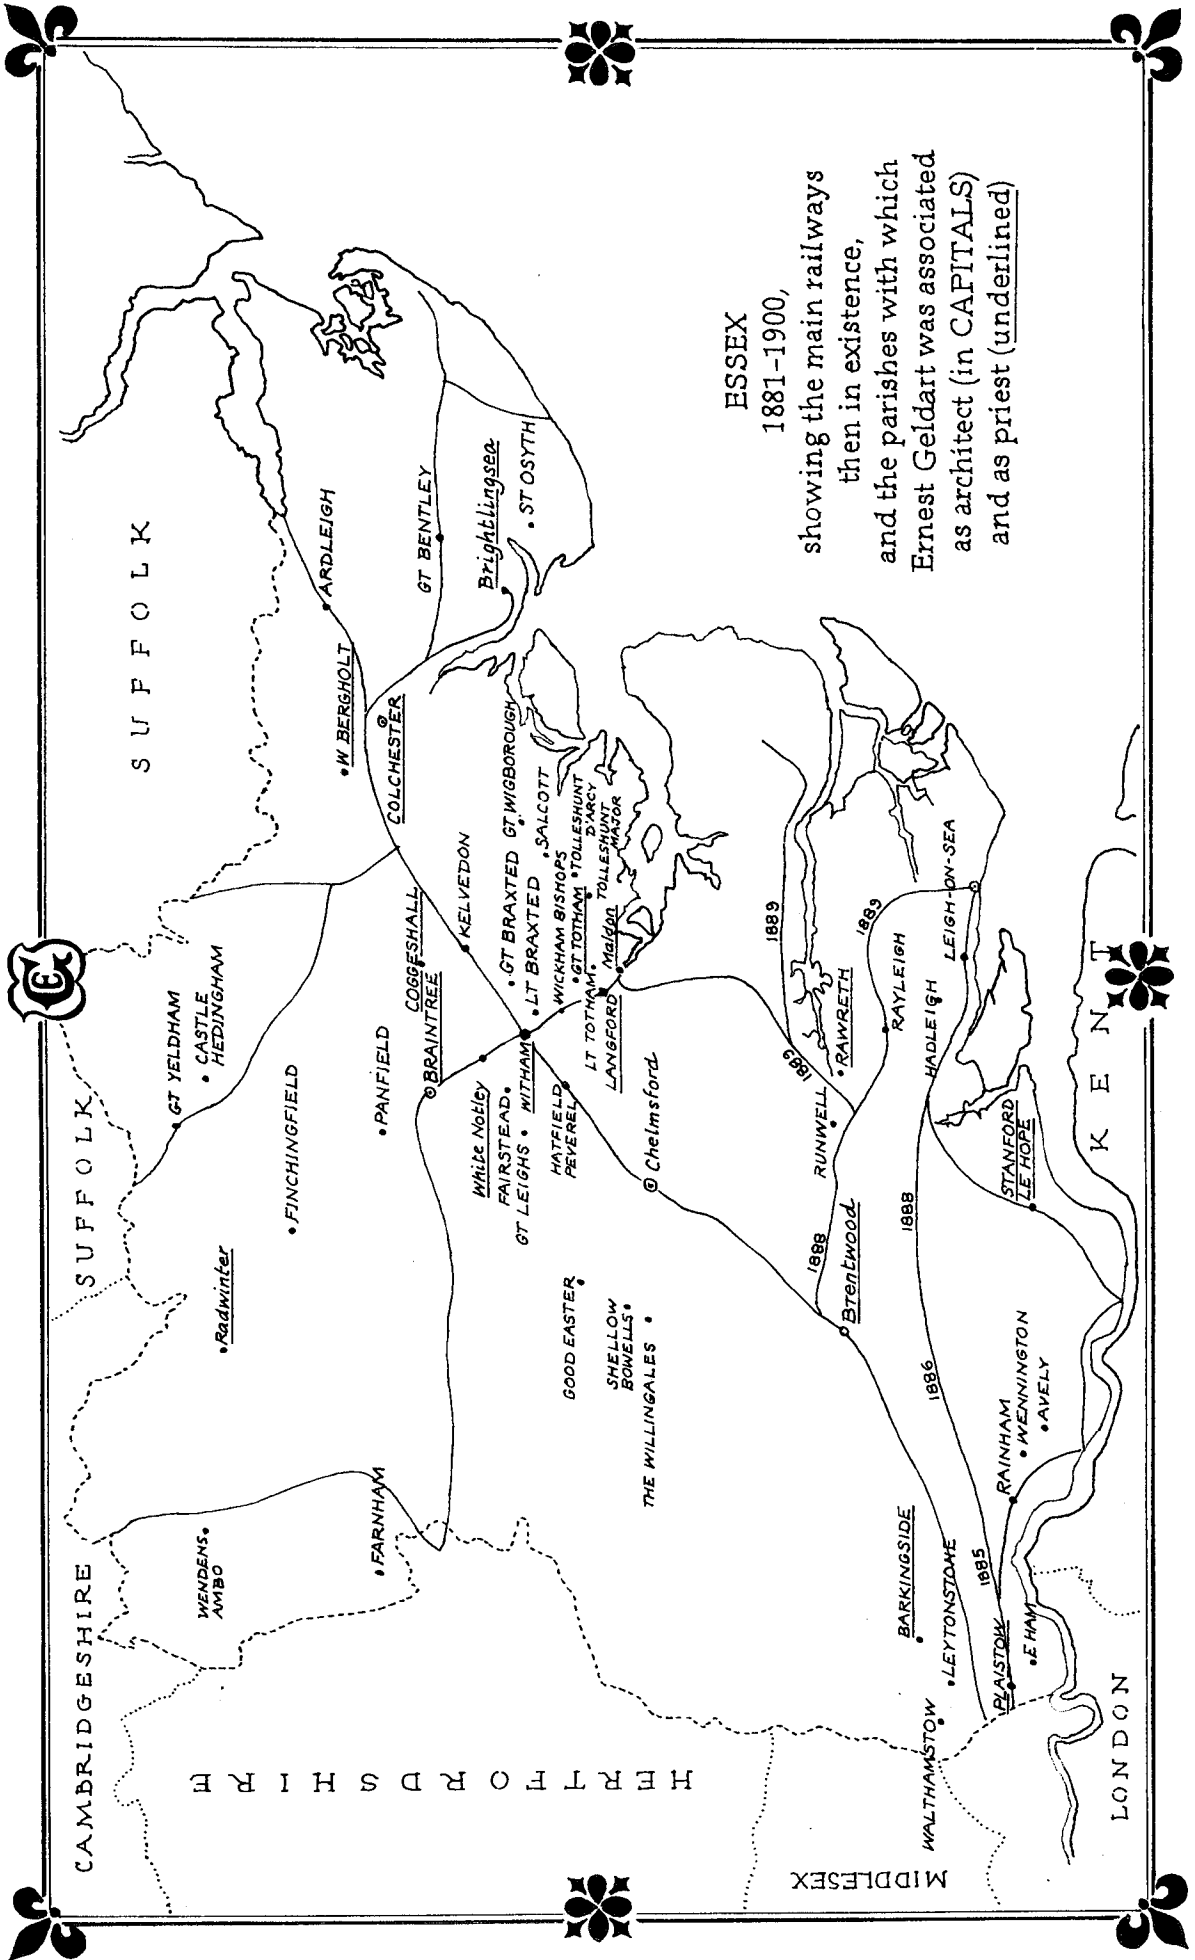 CAMBRIDGESHIRE
SUFFOLK
SUFFOLK
HERTFORDSHIRE
MIDDLESEX
LONDON
KENT
E
ESSEX
1881–1900,
showing the main railways
then in existence,
and the parishes with which
Ernest Geldart was associated
as architect (in CAPITALS)
and as priest (underlined)
WENDENS
AMBO
FARNHAM
Radwinter
FINCHINGFIELD
GT YELDHAM
CASTLE
HEDINGHAM
PANFIELD
BRAINTREE
COGGESHALL
KELVEDON
COLCHESTER
W BERGHOLT
ARDLEIGH
GT BENTLEY
Brightlingsea
ST OSYTH
White Notley
FAIRSTEAD
GT LEIGHS
WITHAM
HATFIELD
PEVEREL
GT BRAXTED
LT BRAXTED
GT WIGBOROUGH
SALCOTT
WICKHAM BISHOPS
GT TOTHAM
TOLLESHUNT
D'ARCY
TOLLESHUNT
MAJOR
LT TOTHAM
LANGFORD
Maldon
Chelmsford
GOOD EASTER
SHELLOW
BOWELLS
THE WILLINGALES
Brentwood
1888
RUNWELL
RAWRETH
1889
1889
1889
RAYLEIGH
HADLEIGH
LEIGH-ON-SEA
STANFORD
LE HOPE
1888
1886
1885
RAINHAM
WENNINGTON
AVELY
BARKINGSIDE
LEYTONSTONE
WALTHAMSTOW
PLAISTOW
E HAM